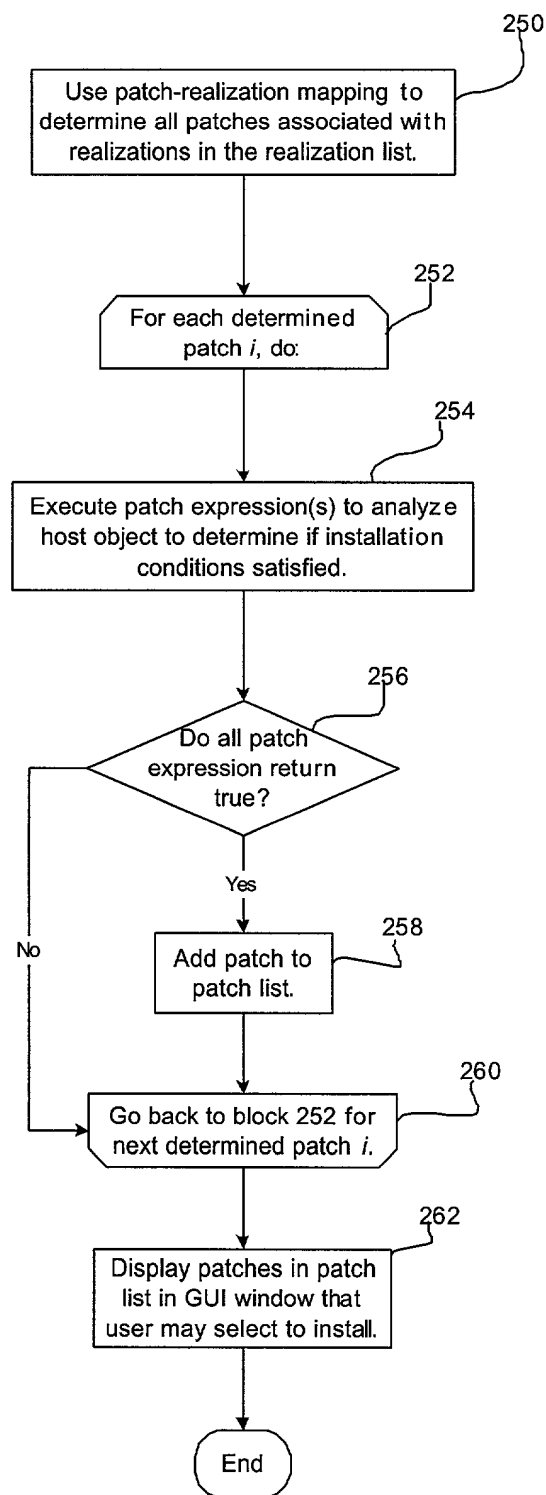 250
Use patch-realization mapping to
determine all patches associated with
realizations in the realization list.
252
For each determined
patch i, do:
254
Execute patch expression(s) to analyze
host object to determine if installation
conditions satisfied.
256
Do all patch
expression return
true?
Yes
No
258
Add patch to
patch list.
260
Go back to block 252 for
next determined patch i.
262
Display patches in patch
list in GUI window that
user may select to install.
End